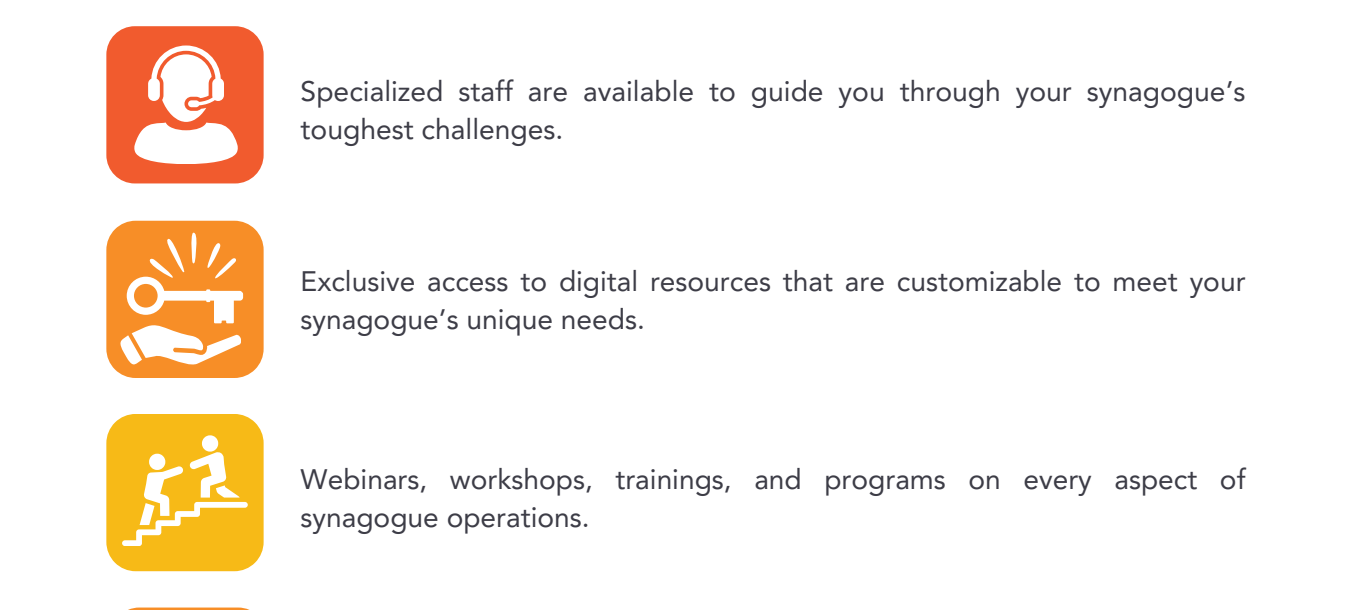 Specialized staff are available to guide you through your synagogue’s
toughest challenges.
Exclusive access to digital resources that are customizable to meet your
synagogue’s unique needs.
Webinars, workshops, trainings, and programs on every aspect of
synagogue operations.